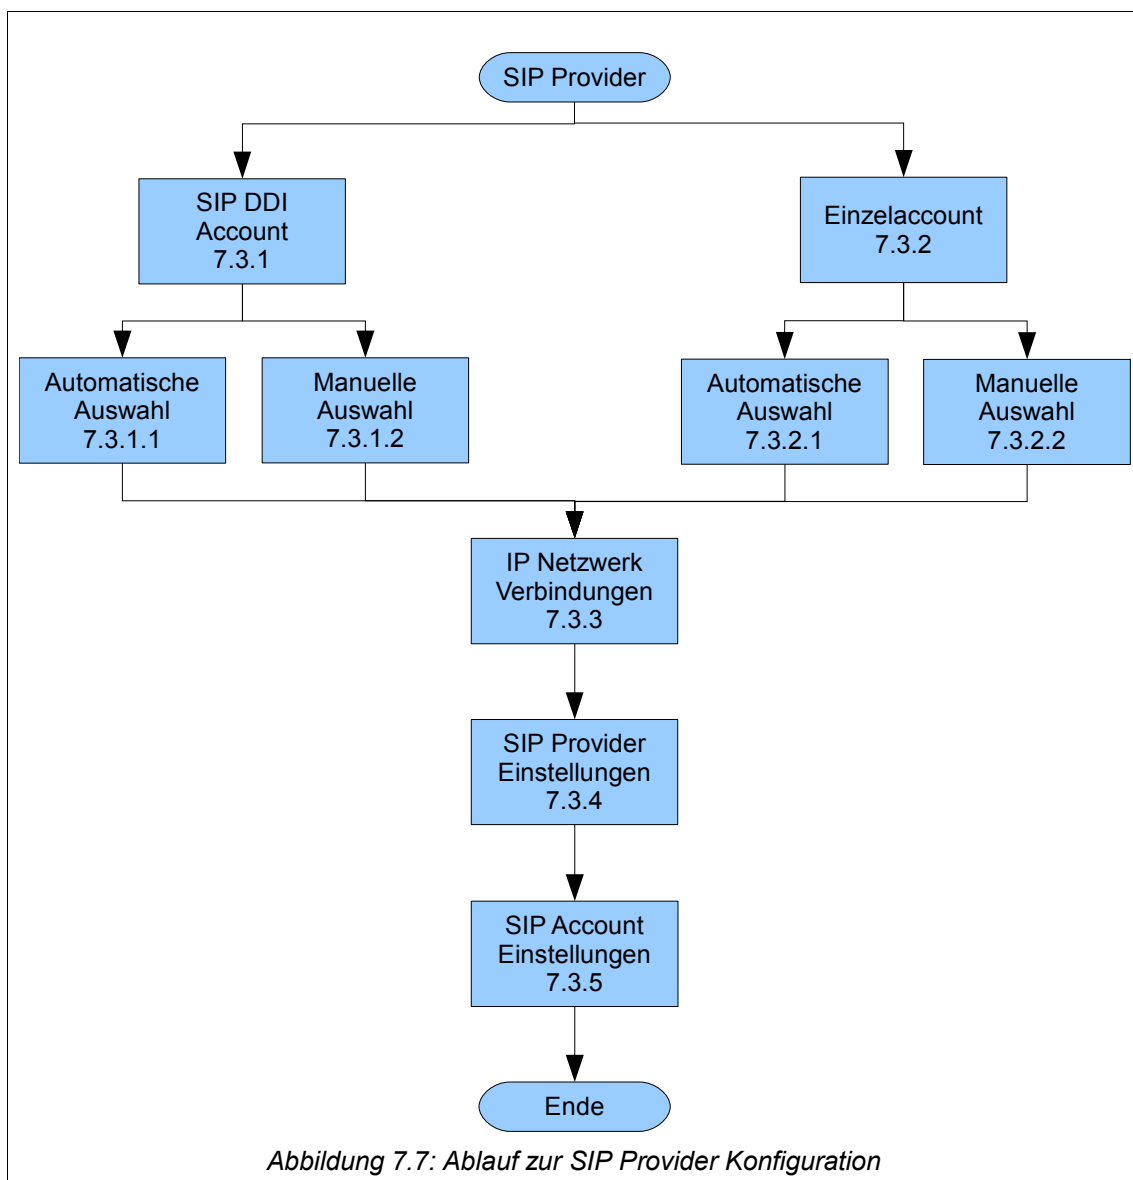 SIP Provider
SIP DDI
Account
7.3.1
Einzelaccount
7.3.2
Automatische
Auswahl
7.3.1.1
Manuelle
Auswahl
7.3.1.2
Automatische
Auswahl
7.3.2.1
Manuelle
Auswahl
7.3.2.2
IP Netzwerk
Verbindungen
7.3.3
SIP Provider
Einstellungen
7.3.4
SIP Account
Einstellungen
7.3.5
Ende
Abbildung 7.7: Ablauf zur SIP Provider Konfiguration